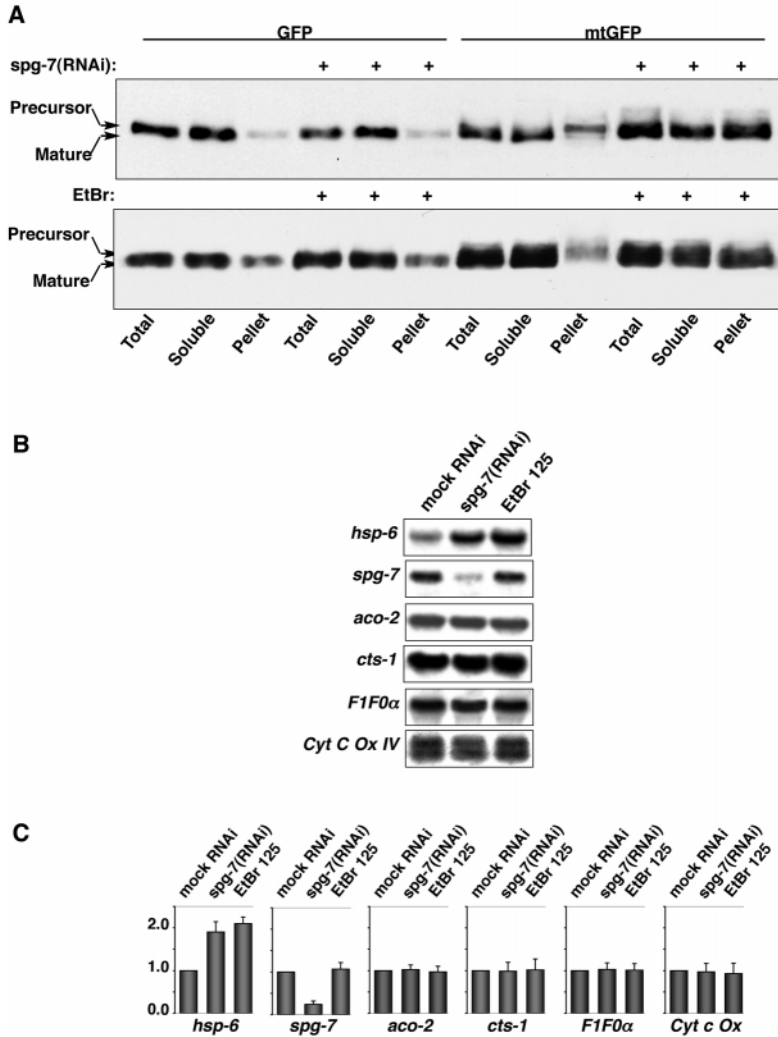 A
GFP mtGFP
spg-7(RNAi): + + + + + +
Precursor
Mature
EtBr: + + + + + +
Precursor
Mature
Total Soluble Pellet Total Soluble Pellet Total Soluble Pellet Total Soluble Pellet
B
mock RNAi spg-7(RNAi) EtBr 125
hsp-6
spg-7
aco-2
cts-1
F1F0α
Cyt C Ox IV
C
mock RNAi spg-7(RNAi) EtBr 125 mock RNAi spg-7(RNAi) EtBr 125 mock RNAi spg-7(RNAi) EtBr 125 mock RNAi spg-7(RNAi) EtBr 125 mock RNAi spg-7(RNAi) EtBr 125 mock RNAi spg-7(RNAi) EtBr 125
2.0
1.0
0.0
hsp-6 spg-7 aco-2 cts-1 F1F0α Cyt c Ox